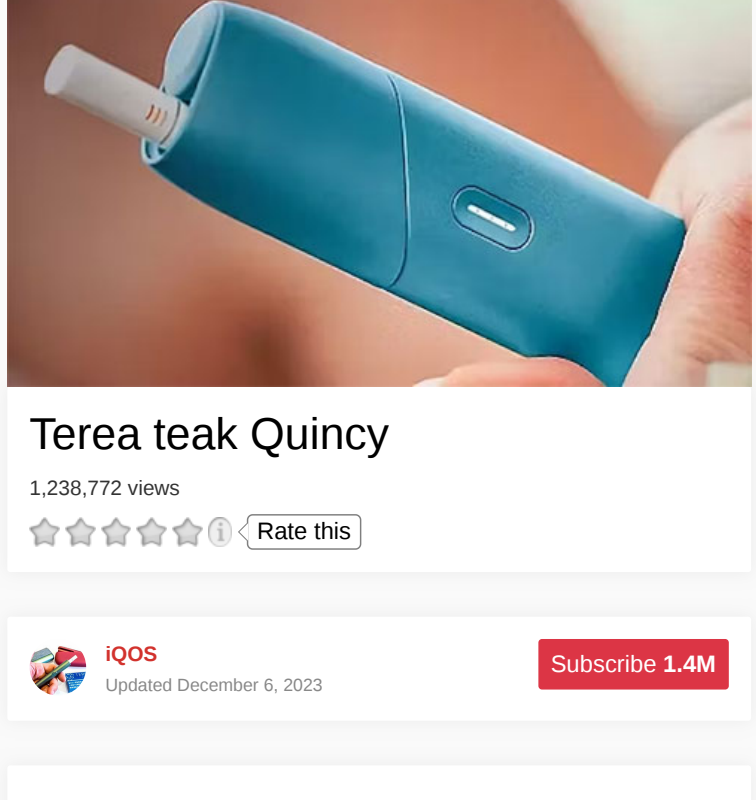 Terea teak Quincy
1,238,772 views
Rate this
iQOS
Updated December 6, 2023
Subscribe 1.4M